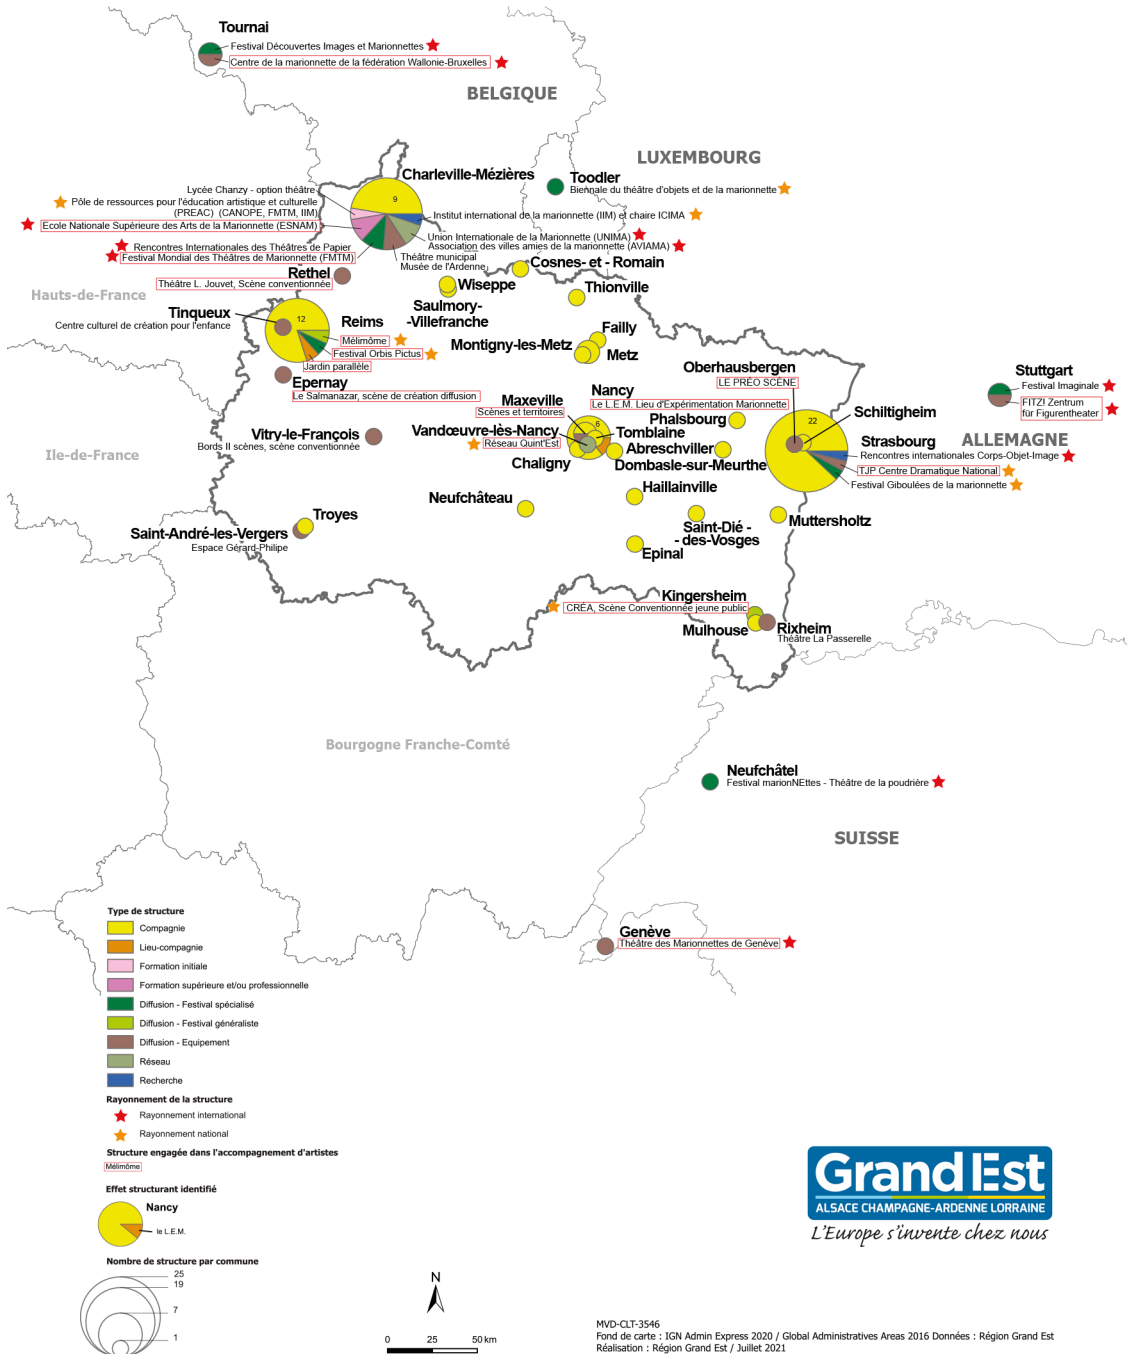 Tournai
Festival Découvertes Images et Marionnettes
Centre de la marionnette de la fédération Wallonie-Bruxelles
BELGIQUE
LUXEMBOURG
Charleville-Mézières
9
Lycée Chanzy - option théâtre
Pôle de ressources pour l'éducation artistique et culturelle
(PREAC) (CANOPE, FMTM, IIM)
Ecole Nationale Supérieure des Arts de la Marionnette (ESNAM)
Rencontres Internationales des Théâtres de Papier
Festival Mondial des Théâtres de Marionnette (FMTM)
Institut international de la marionnette (IIM) et chaire ICIMA
Union Internationale de la Marionnette (UNIMA)
Association des villes amies de la marionnette (AVIAMA)
Théâtre municipal
Musée de l'Ardenne
Toodler
Biennale du théâtre d'objets et de la marionnette
Rethel
Théâtre L. Jouvet, Scène conventionnée
Cosnes- et - Romain
Wiseppe
Saulmory-
-Villefranche
Thionville
Hauts-de-France
Tinqueux
Centre culturel de création pour l'enfance
12
Reims
Mélimôme
Festival Orbis Pictus
Jardin parallèle
Failly
Montigny-les-Metz
Metz
Epernay
Le Salmanazar, scène de création diffusion
Oberhausbergen
LE PRÉO SCÈNE
Stuttgart
Festival Imaginale
FITZ! Zentrum
für Figurentheater
ALLEMAGNE
Nancy
Le L.E.M. Lieu d'Expérimentation Marionnette
Maxeville
Scènes et territoires
Vandœuvre-lès-Nancy
Réseau Quint'Est
6
Tomblaine
Chaligny
Dombasle-sur-Meurthe
Phalsbourg
Abreschviller
22
Schiltigheim
Strasbourg
Rencontres internationales Corps-Objet-Image
TJP Centre Dramatique National
Festival Giboulées de la marionnette
Vitry-le-François
Bords II scènes, scène conventionnée
Ile-de-France
Neufchâteau
Haillainville
Saint-Dié -
- des-Vosges
Muttersholtz
Epinal
Troyes
Saint-André-les-Vergers
Espace Gérard-Philipe
Kingersheim
CRÉA, Scène Conventionnée jeune public
Mulhouse
Rixheim
Théâtre La Passerelle
Bourgogne Franche-Comté
Neufchâtel
Festival marionNEttes - Théâtre de la poudrière
SUISSE
Genève
Théâtre des Marionnettes de Genève
Type de structure
Compagnie
Lieu-compagnie
Formation initiale
Formation supérieure et/ou professionnelle
Diffusion - Festival spécialisé
Diffusion - Festival généraliste
Diffusion - Equipement
Réseau
Recherche
Rayonnement de la structure
Rayonnement international
Rayonnement national
Structure engagée dans l'accompagnement d'artistes
Mélimôme
Effet structurant identifié
Nancy
le L.E.M.
Nombre de structure par commune
25
19
7
1
N
0 25 50 km
Grand Est
ALSACE CHAMPAGNE-ARDENNE LORRAINE
L'Europe s'invente chez nous
MVD-CLT-3546
Fond de carte : IGN Admin Express 2020 / Global Administratives Areas 2016 Données : Région Grand Est
Réalisation : Région Grand Est / Juillet 2021